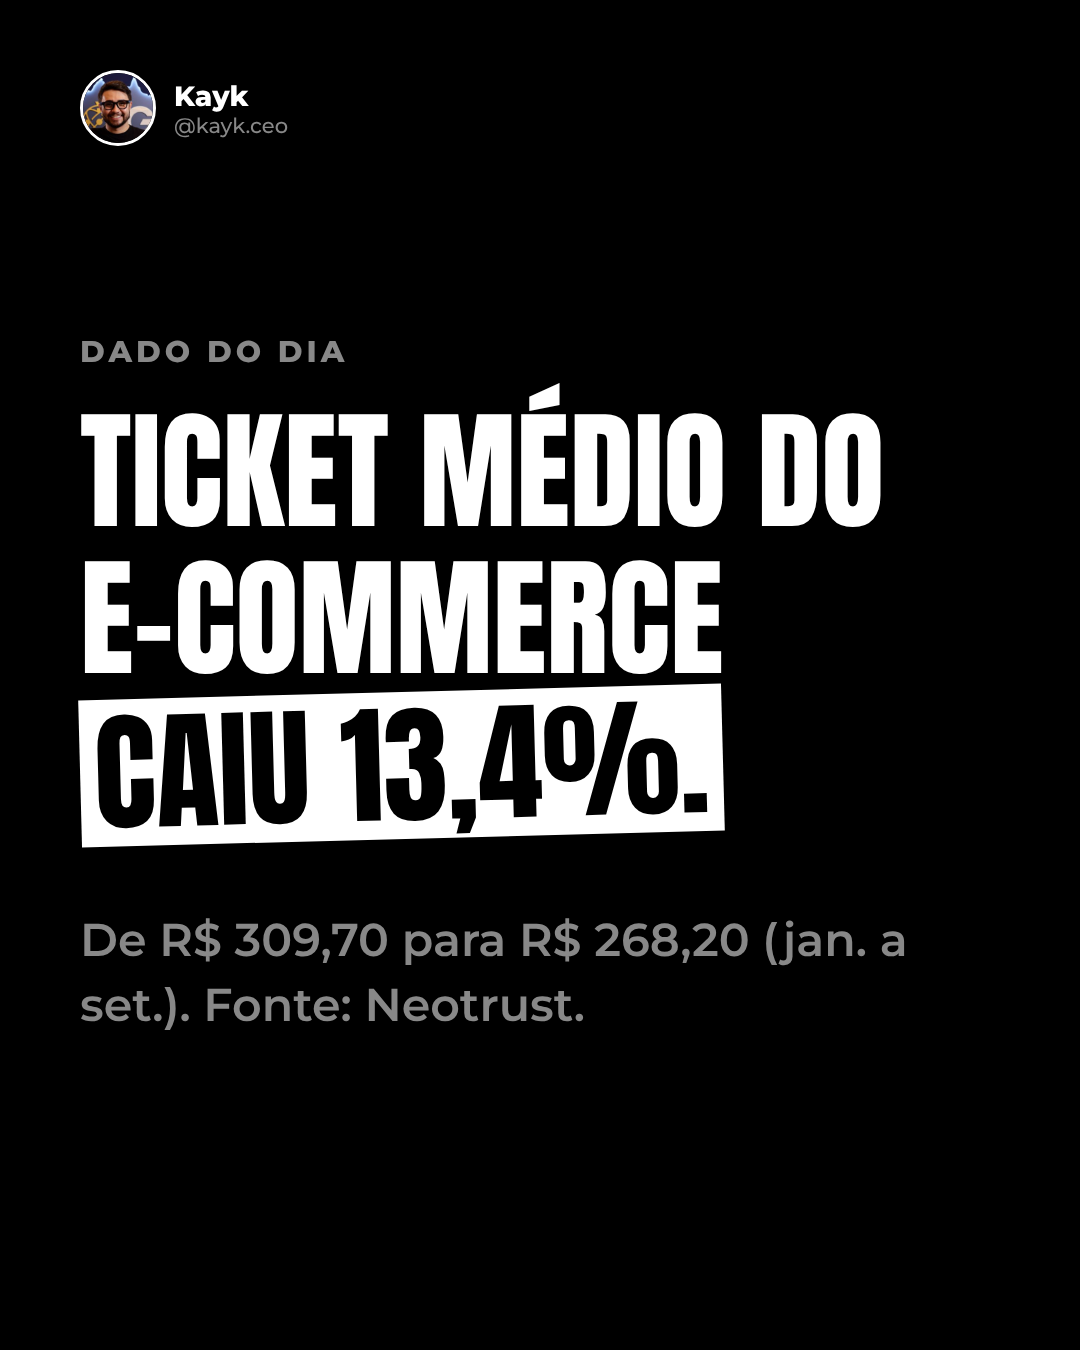 Kayk
@kayk.ceo
DADO DO DIA
TICKET MÉDIO DO
E-COMMERCE
CAIU 13,4%.
De R$ 309,70 para R$ 268,20 (jan. a
set.). Fonte: Neotrust.